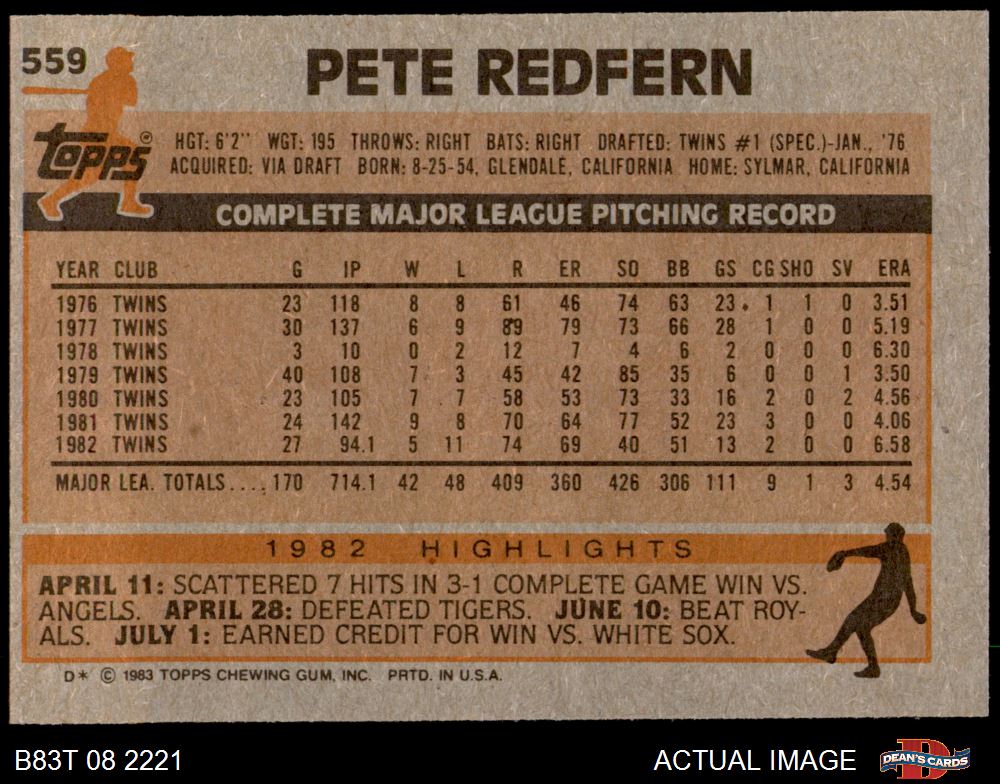 559
PETE REDFERN
Topps®
HGT: 6'2" WGT: 195 THROWS: RIGHT BATS: RIGHT DRAFTED: TWINS #1 (SPEC.)-JAN., '76
ACQUIRED: VIA DRAFT BORN: 8-25-54, GLENDALE, CALIFORNIA HOME: SYLMAR, CALIFORNIA
COMPLETE MAJOR LEAGUE PITCHING RECORD
YEAR CLUB G IP W L R ER SO BB GS CG SHO SV ERA
1976 TWINS 23 118 8 8 61 46 74 63 23 1 1 0 3.51
1977 TWINS 30 137 6 9 89 79 73 66 28 1 0 0 5.19
1978 TWINS 3 10 0 2 12 7 4 6 2 0 0 0 6.30
1979 TWINS 40 108 7 3 45 42 85 35 6 0 0 1 3.50
1980 TWINS 23 105 7 7 58 53 73 33 16 2 0 2 4.56
1981 TWINS 24 142 9 8 70 64 77 52 23 3 0 0 4.06
1982 TWINS 27 94.1 5 11 74 69 40 51 13 2 0 0 6.58
MAJOR LEA. TOTALS.... 170 714.1 42 48 409 360 426 306 111 9 1 3 4.54
1982 HIGHLIGHTS
APRIL 11: SCATTERED 7 HITS IN 3-1 COMPLETE GAME WIN VS.
ANGELS. APRIL 28: DEFEATED TIGERS. JUNE 10: BEAT ROY-
ALS. JULY 1: EARNED CREDIT FOR WIN VS. WHITE SOX.
D* © 1983 TOPPS CHEWING GUM, INC. PRTD. IN U.S.A.
B83T 08 2221 ACTUAL IMAGE DEAN'S CARDS